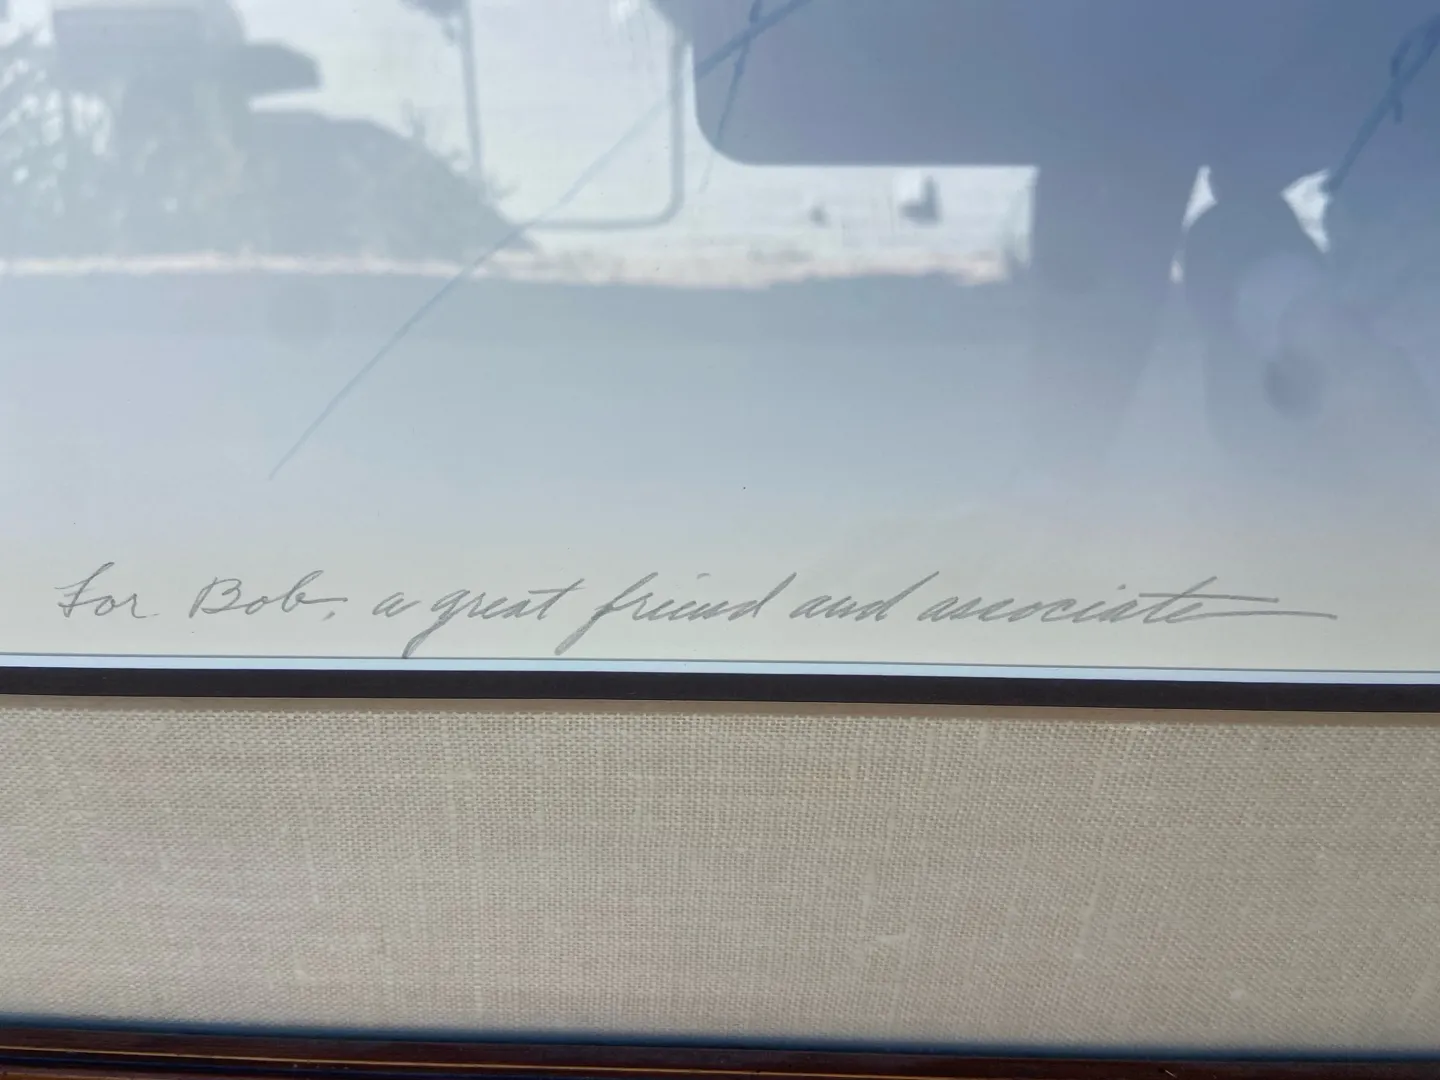 For Bob, a great friend and associate